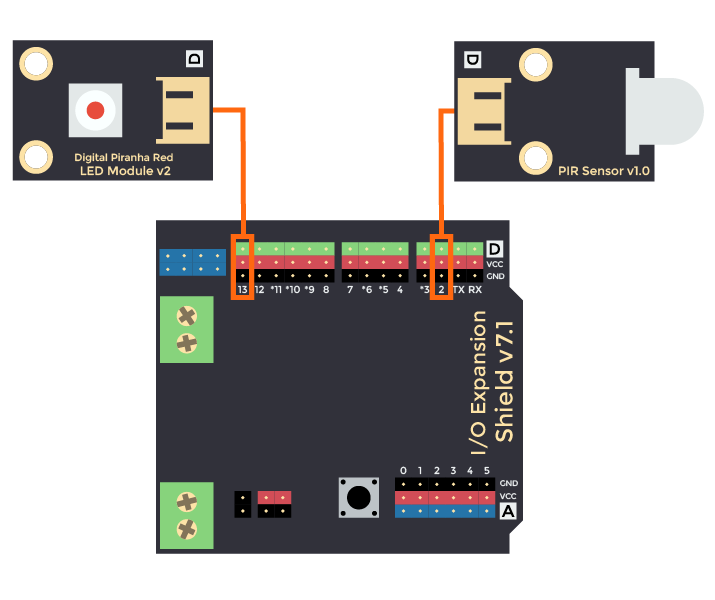 D
D
Digital Piranha Red
LED Module v2
PIR Sensor v1.0
D
VCC
GND
13 12 *11 *10 *9 8 7 *6 *5 4 *3 2 TX RX
I/O Expansion
Shield v7.1
0 1 2 3 4 5
GND
VCC
A